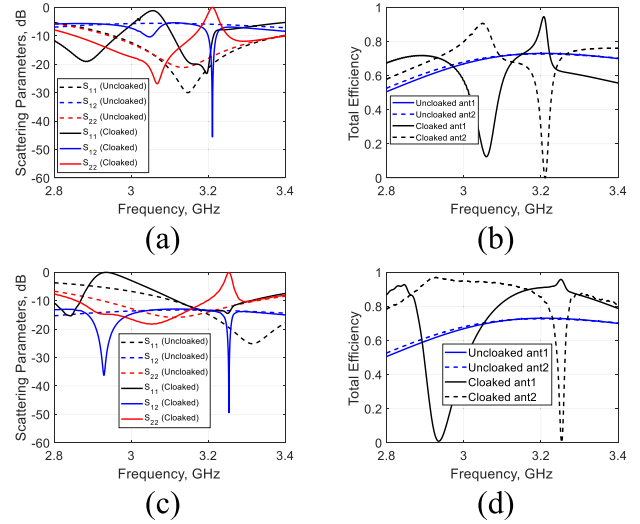 0
-10
-20
-30
-40
-50
-60
Scattering Parameters, dB
S11 (Uncloaked)
S12 (Uncloaked)
S22 (Uncloaked)
S11 (Cloaked)
S12 (Cloaked)
S22 (Cloaked)
2.8 3 3.2 3.4
Frequency, GHz
(a)
1
0.8
0.6
0.4
0.2
0
Total Efficiency
Uncloaked ant1
Uncloaked ant2
Cloaked ant1
Cloaked ant2
2.8 3 3.2 3.4
Frequency, GHz
(b)
0
-10
-20
-30
-40
-50
-60
Scattering Parameters, dB
S11 (Uncloaked)
S12 (Uncloaked)
S22 (Uncloaked)
S11 (Cloaked)
S12 (Cloaked)
S22 (Cloaked)
2.8 3 3.2 3.4
Frequency, GHz
(c)
1
0.8
0.6
0.4
0.2
0
Total Efficiency
Uncloaked ant1
Uncloaked ant2
Cloaked ant1
Cloaked ant2
2.8 3 3.2 3.4
Frequency, GHz
(d)